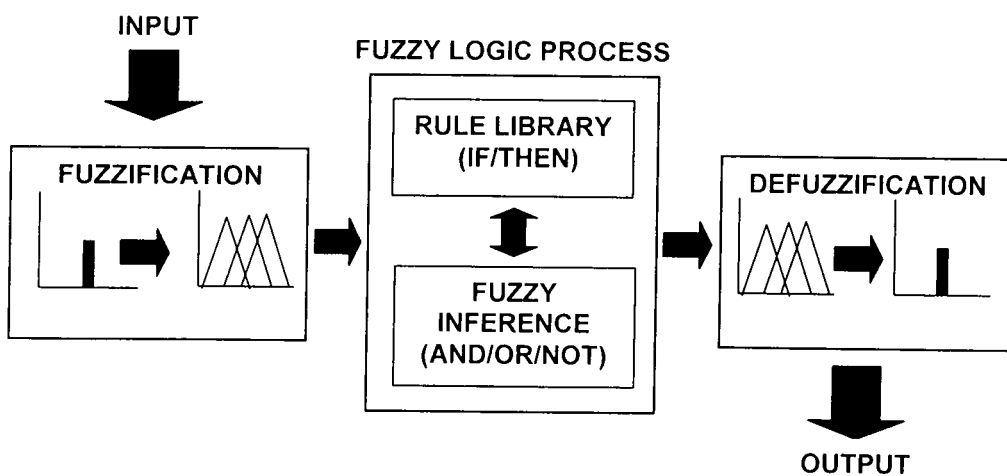 INPUT
FUZZIFICATION
FUZZY LOGIC PROCESS
RULE LIBRARY
(IF/THEN)
FUZZY
INFERENCE
(AND/OR/NOT)
DEFUZZIFICATION
OUTPUT